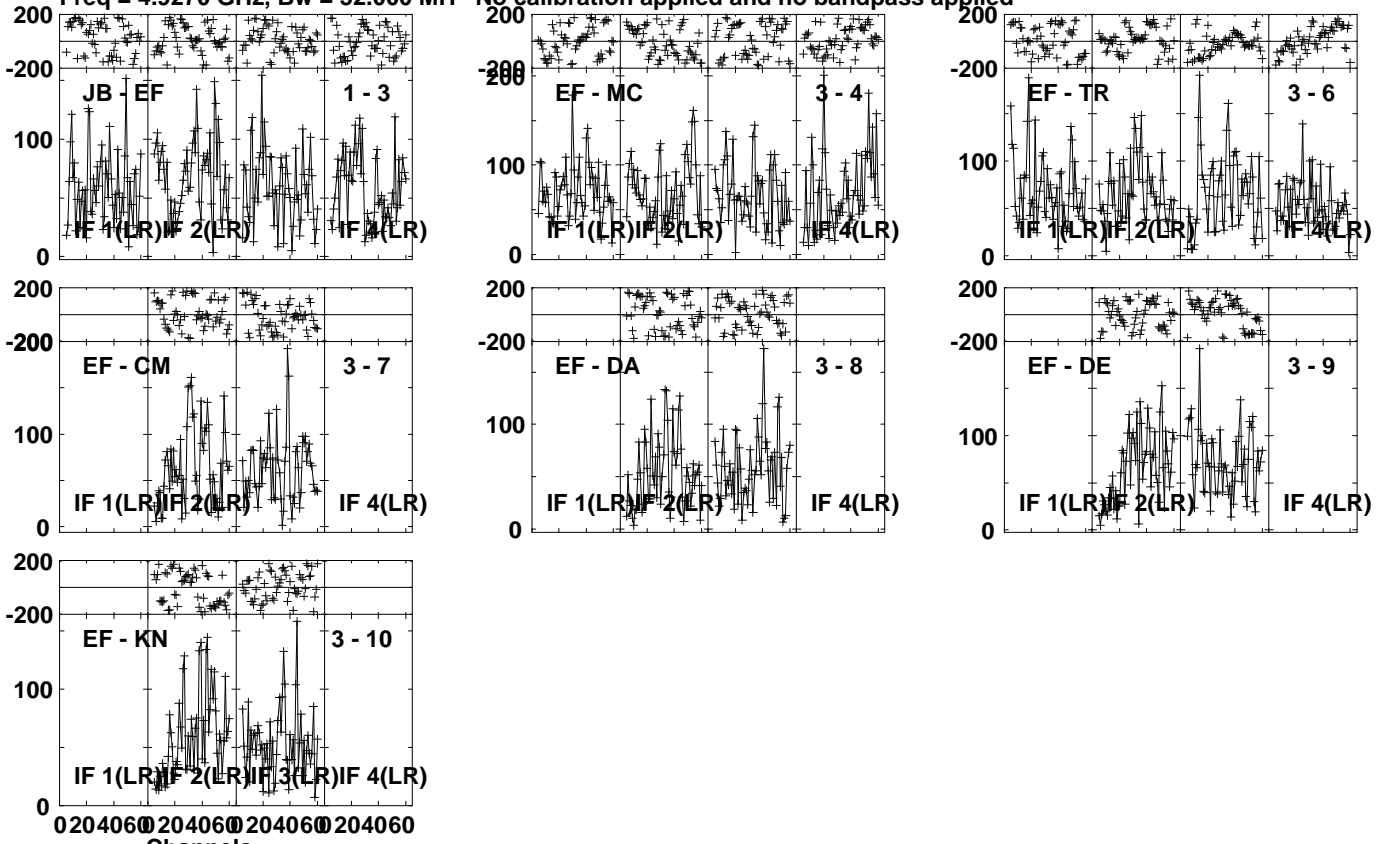 Freq = GHz, Bw = MH No calibration applied and no bandpass applied
200
-200
JB - EF 1 - 3
100
IF 1(LR) IF 2(LR) IF 4(LR)
0
-200
200
EF - MC 3 - 4
100
IF 1(LR) IF 2(LR) IF 4(LR)
0
200
-200
EF - TR 3 - 6
100
IF 1(LR) IF 2(LR) IF 4(LR)
0
200
-200
EF - CM 3 - 7
100
IF 1(LR) IF 2(LR) IF 4(LR)
0
200
-200
EF - DA 3 - 8
100
IF 1(LR) IF 2(LR) IF 4(LR)
0
200
-200
EF - DE 3 - 9
100
IF 1(LR) IF 2(LR) IF 4(LR)
0
200
-200
EF - KN 3 - 10
100
IF 1(LR) IF 2(LR) IF 3(LR) IF 4(LR)
0
0 20 40 60 0 20 40 60 0 20 40 60 0 20 40 60
Channels